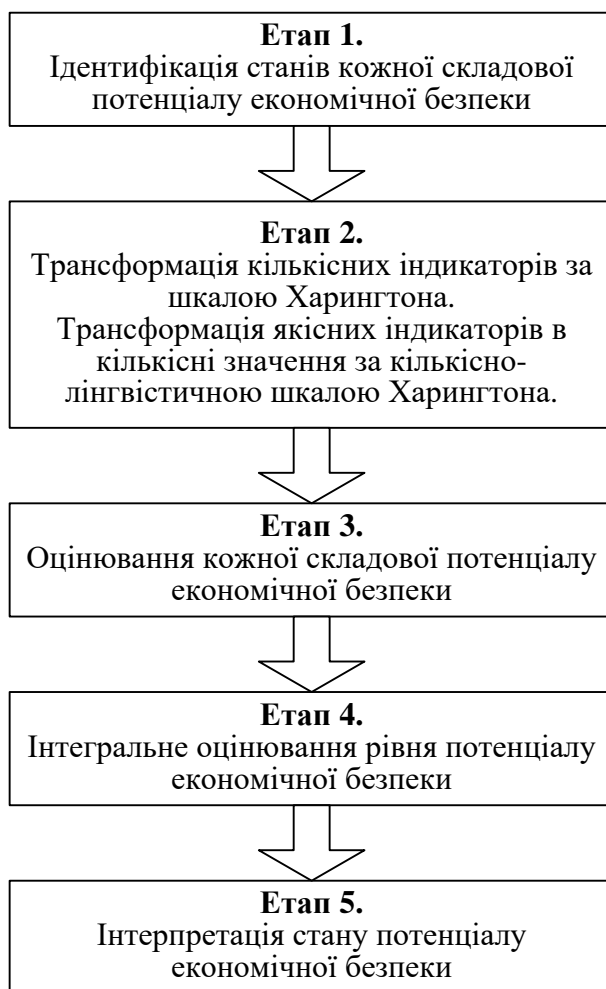 Етап 1.
Ідентифікація станів кожної складової
потенціалу економічної безпеки
Етап 2.
Трансформація кількісних індикаторів за
шкалою Харингтона.
Трансформація якісних індикаторів в
кількісні значення за кількісно-
лінгвістичною шкалою Харингтона.
Етап 3.
Оцінювання кожної складової потенціалу
економічної безпеки
Етап 4.
Інтегральне оцінювання рівня потенціалу
економічної безпеки
Етап 5.
Інтерпретація стану потенціалу
економічної безпеки